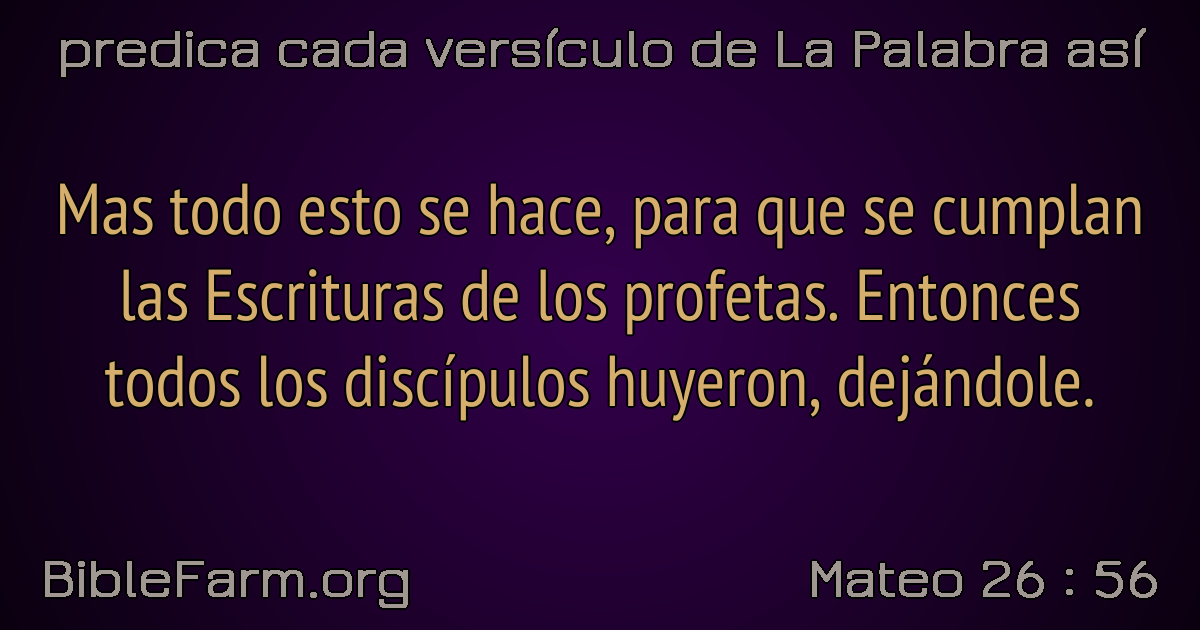 predica cada versículo de La Palabra así
Mas todo esto se hace, para que se cumplan
las Escrituras de los profetas. Entonces
todos los discípulos huyeron, dejándole.
BibleFarm.org
Mateo 26 : 56